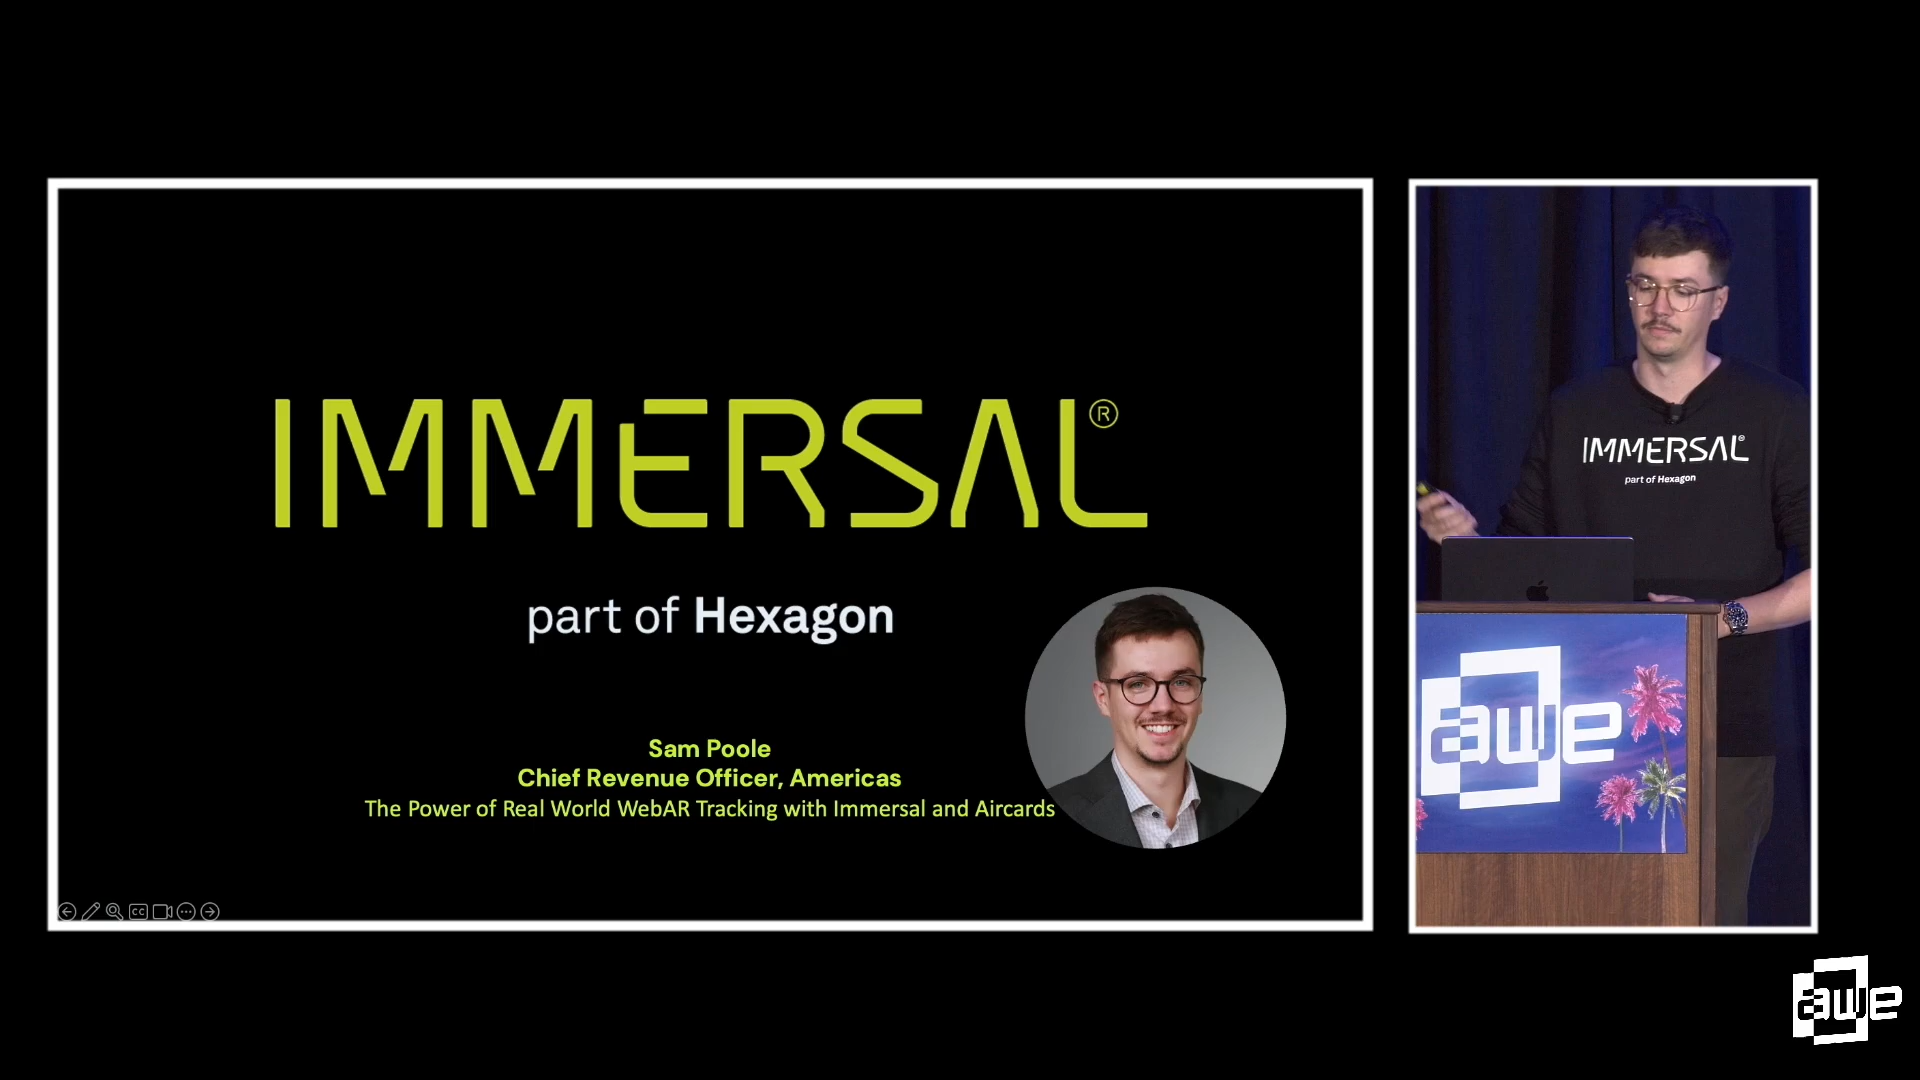 IMMERSAL®
part of Hexagon
Sam Poole
Chief Revenue Officer, Americas
The Power of Real World WebAR Tracking with Immersal and Aircards
CC
IMMERSAL®
part of Hexagon
awe
awe